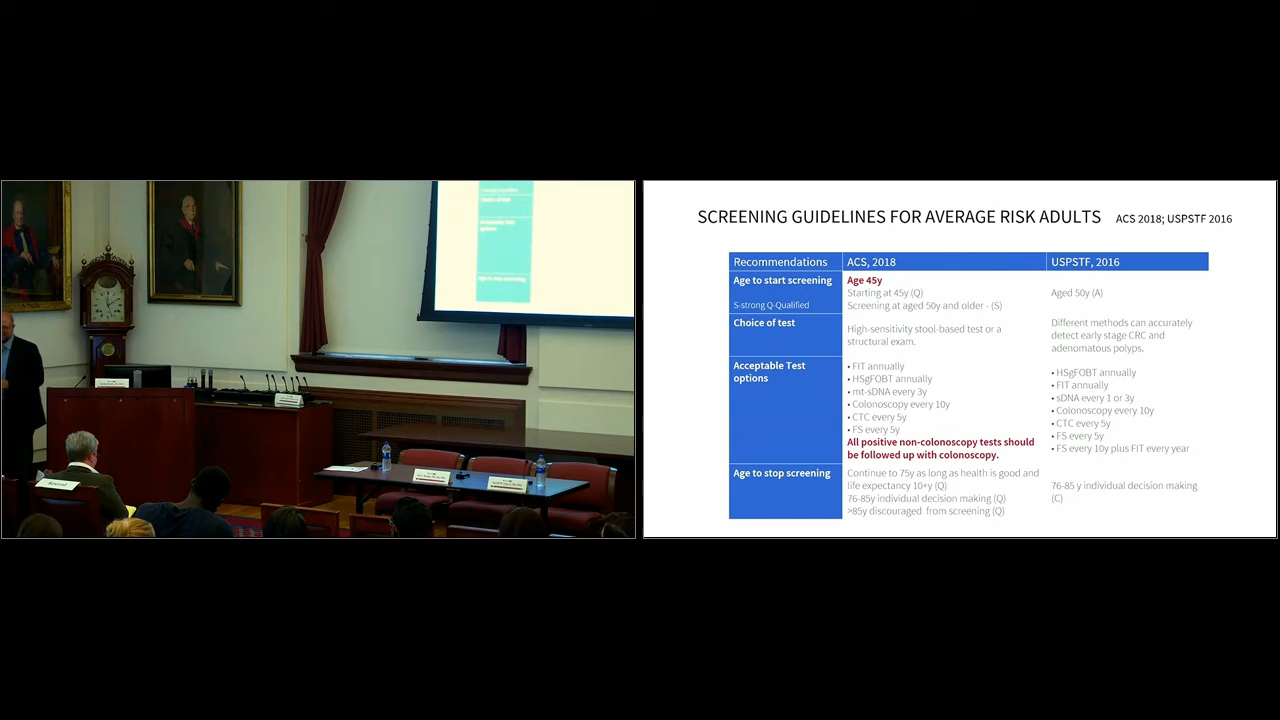 Reserved
SCREENING GUIDELINES FOR AVERAGE RISK ADULTS ACS 2018; USPSTF 2016
Recommendations ACS, 2018 USPSTF, 2016
Age to start screening
S-strong Q-Qualified
Age 45y
Starting at 45y (Q)
Screening at aged 50y and older - (S)
Aged 50y (A)
Choice of test
High-sensitivity stool-based test or a
structural exam.
Different methods can accurately
detect early stage CRC and
adenomatous polyps.
Acceptable Test
options
• FIT annually
• HSgFOBT annually
• mt-sDNA every 3y
• Colonoscopy every 10y
• CTC every 5y
• FS every 5y
All positive non-colonoscopy tests should
be followed up with colonoscopy.
• HSgFOBT annually
• FIT annually
• sDNA every 1 or 3y
• Colonoscopy every 10y
• CTC every 5y
• FS every 5y
• FS every 10y plus FIT every year
Age to stop screening
Continue to 75y as long as health is good and
life expectancy 10+y (Q)
76-85y individual decision making (Q)
>85y discouraged from screening (Q)
76-85 y individual decision making
(C)